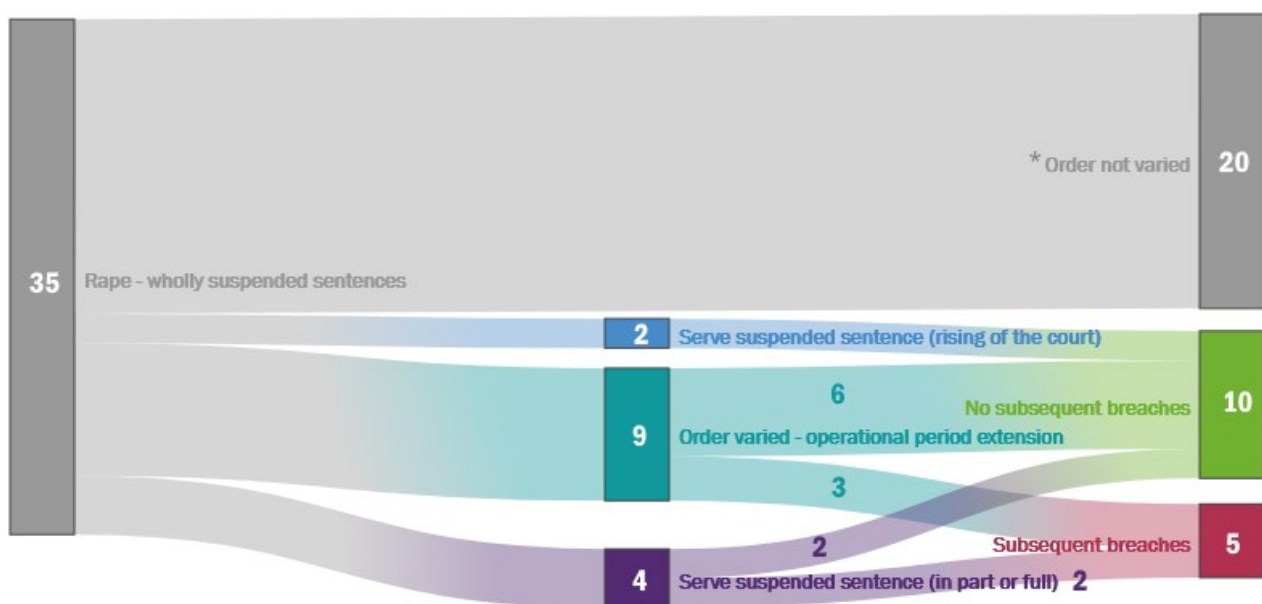 * Order not varied
20
35
Rape - wholly suspended sentences
2
Serve suspended sentence (rising of the court)
6
No subsequent breaches
10
9
Order varied - operational period extension
3
2
Subsequent breaches
5
4
Serve suspended sentence (in part or full)
2